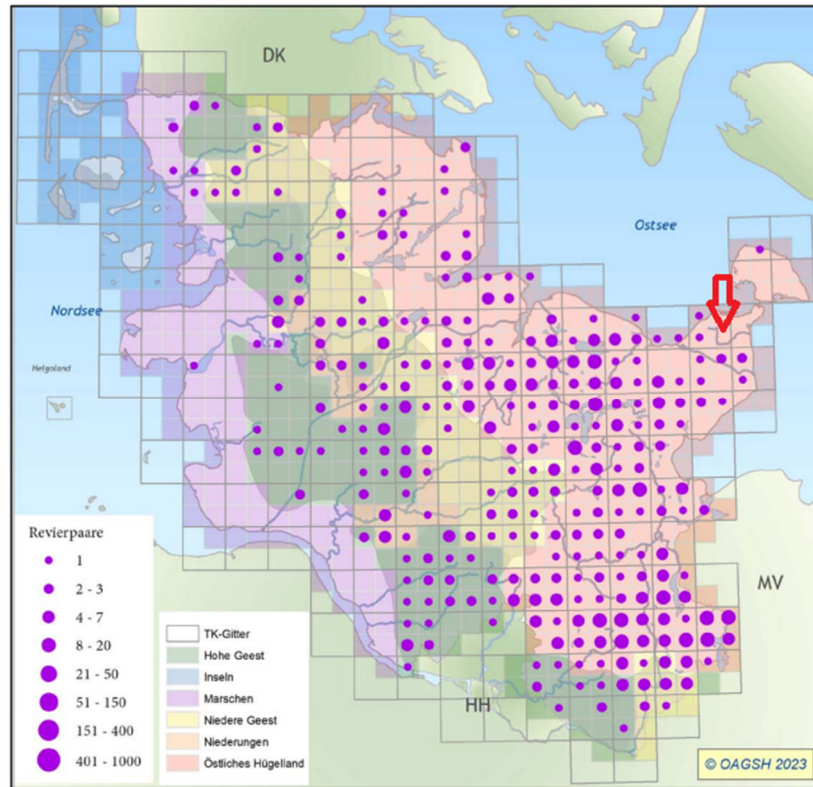 DK
Ostsee
Nordsee
Helgoland
MV
HH
Revierpaare
1
2 - 3
4 - 7
8 - 20
21 - 50
51 - 150
151 - 400
401 - 1000
TK-Gitter
Hohe Geest
Inseln
Marschen
Niedere Geest
Niederungen
Östliches Hügelland
© OAGSH 2023